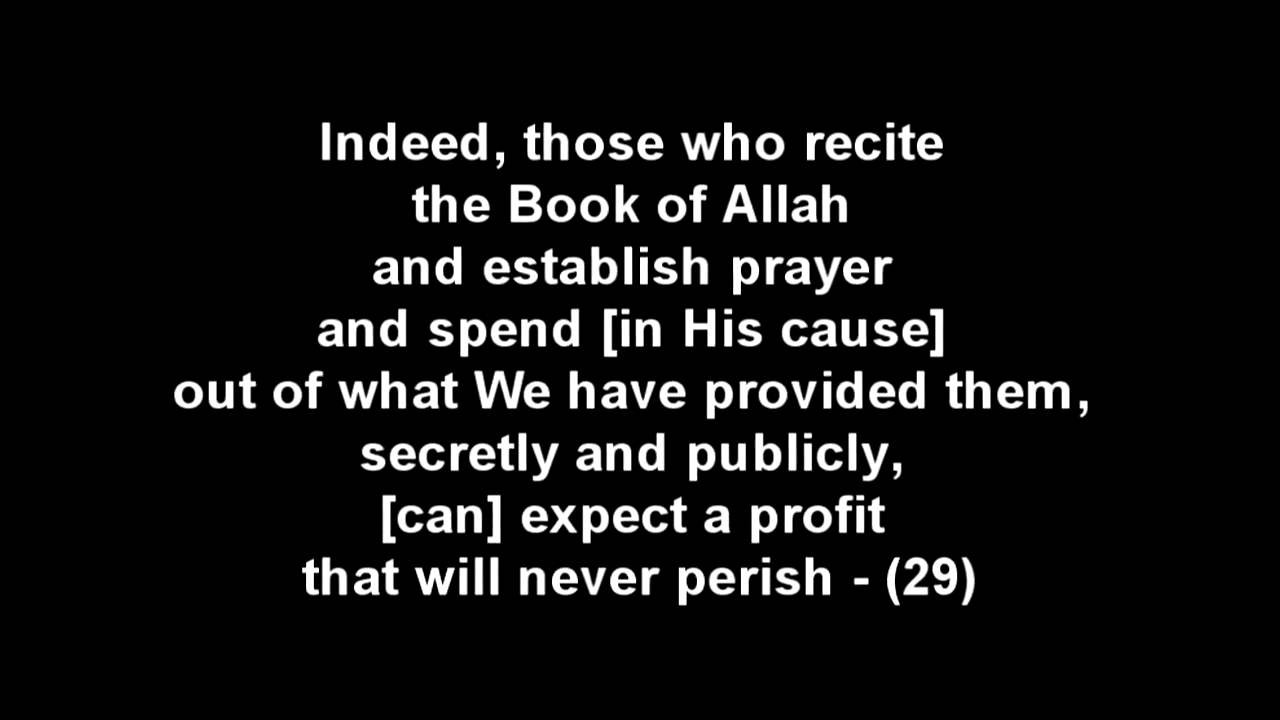 Indeed, those who recite
the Book of Allah
and establish prayer
and spend [in His cause]
out of what We have provided them,
secretly and publicly,
[can] expect a profit
that will never perish - (29)